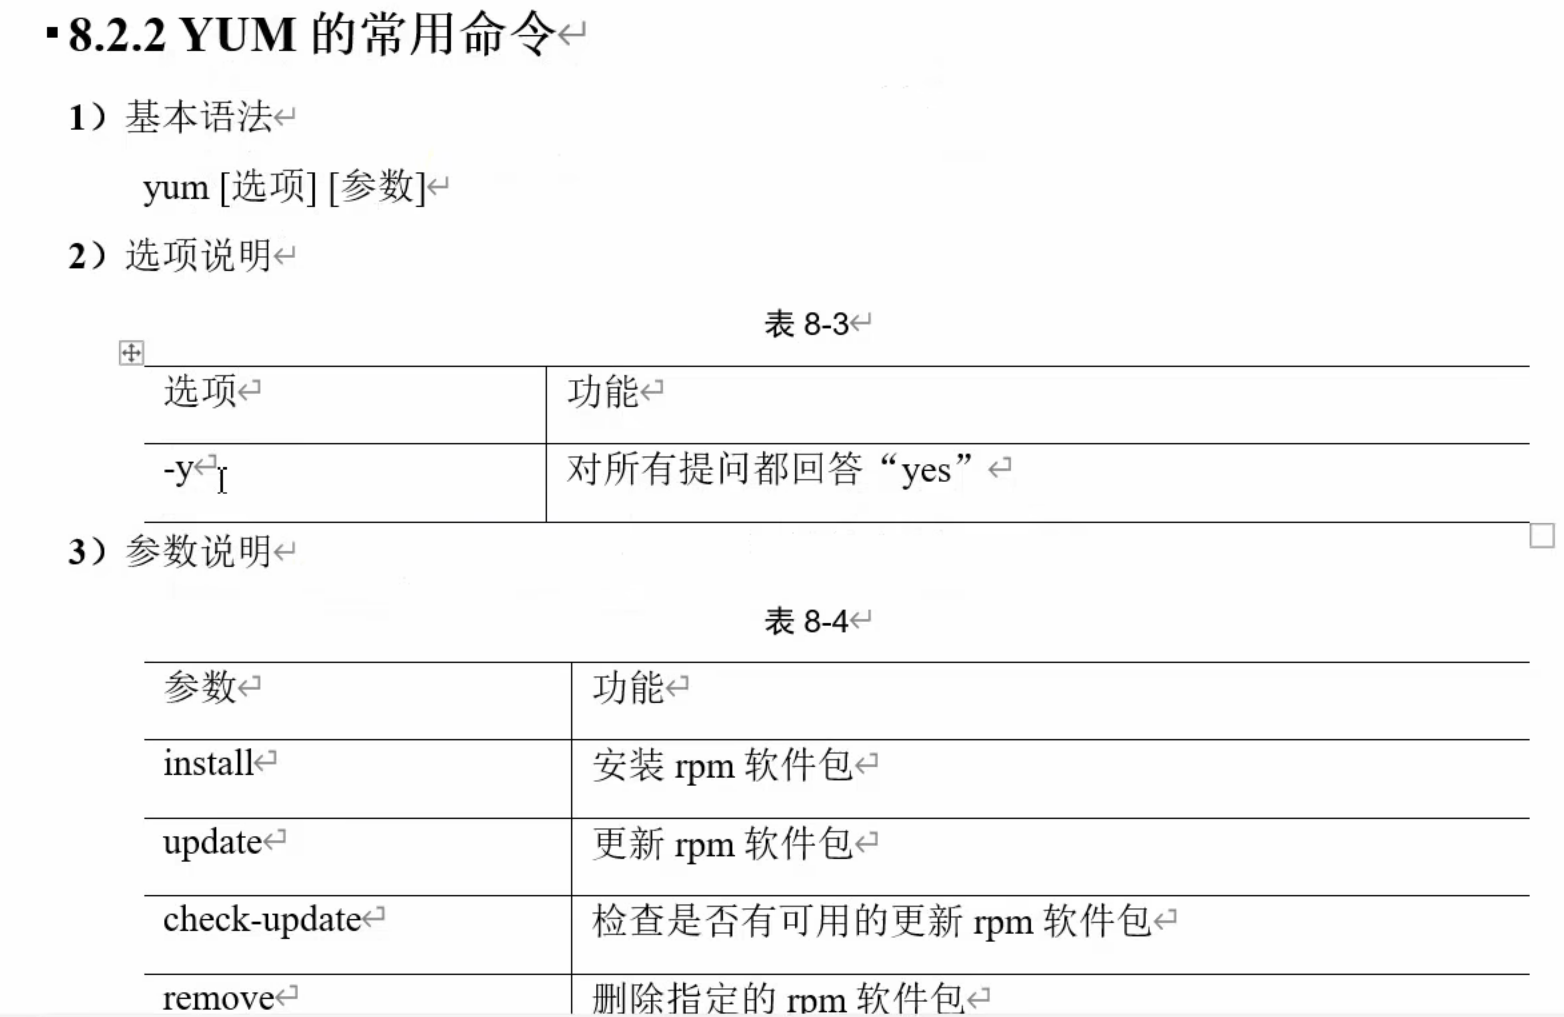 8.2.2 YUM 的常用命令
1）基本语法
yum [选项] [参数]
2）选项说明
表 8-3
选项 功能
-y 对所有提问都回答“yes”
3）参数说明
表 8-4
参数 功能
install 安装 rpm 软件包
update 更新 rpm 软件包
check-update 检查是否有可用的更新 rpm 软件包
remove 删除指定的 rpm 软件包